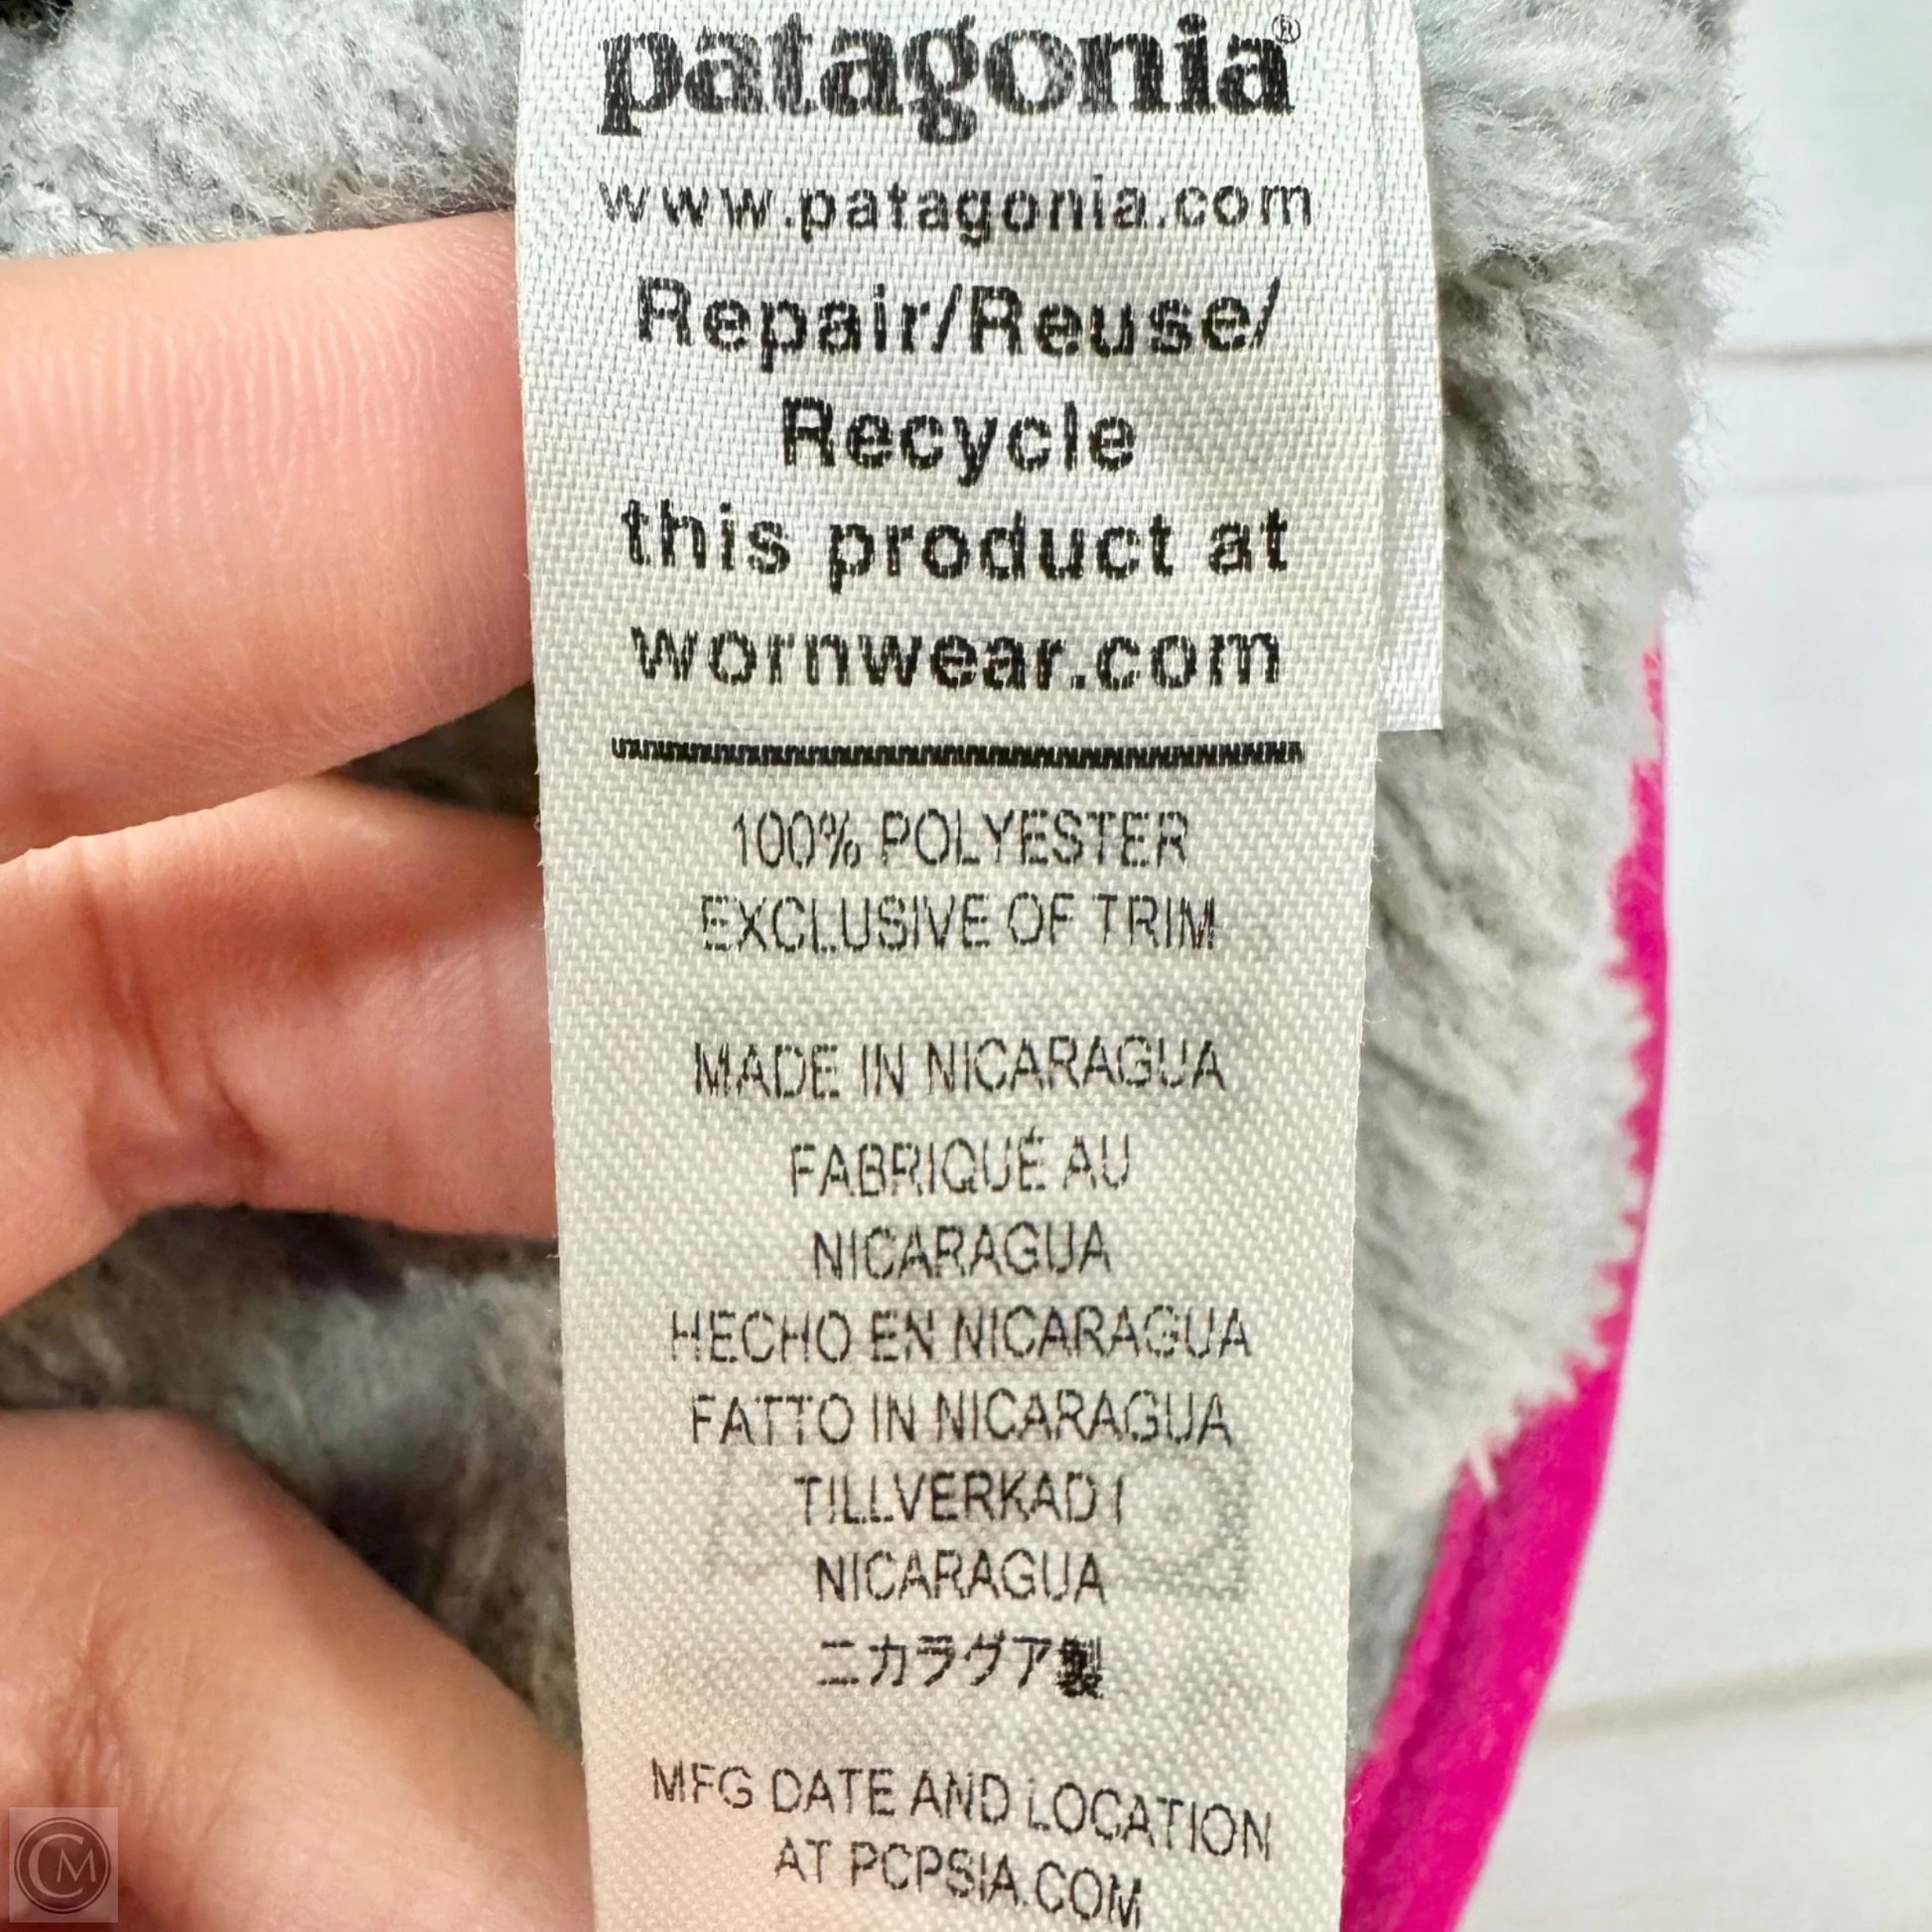 patagonia®
www.patagonia.com
Repair/Reuse/
Recycle
this product at
wornwear.com
100% POLYESTER
EXCLUSIVE OF TRIM
MADE IN NICARAGUA
FABRIQUÉ AU
NICARAGUA
HECHO EN NICARAGUA
FATTO IN NICARAGUA
TILLVERKAD I
NICARAGUA
ニカラグア製
MFG DATE AND LOCATION
AT PCPSIA.COM
CM